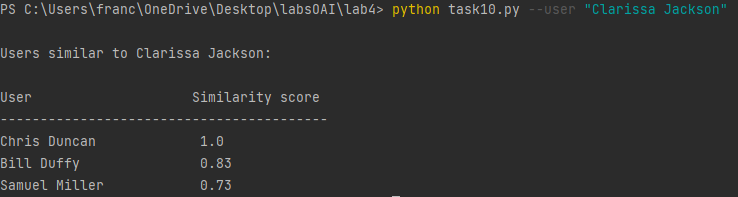 PS C:\Users\franc\OneDrive\Desktop\labsOAI\lab4> python task10.py --user "Clarissa Jackson"
Users similar to Clarissa Jackson:
User Similarity score
-----------------------------------------
Chris Duncan 1.0
Bill Duffy 0.83
Samuel Miller 0.73